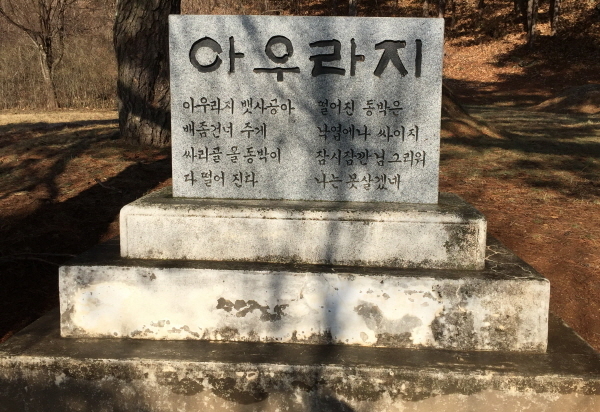 아우라지
아우라지 뱃사공아
배좀건너 주게
싸리골 올동박이
다 떨어 진다
떨어진 동박은
낙엽에나 싸이지
잠시잠깐 님 그리워
나는 못살겠네